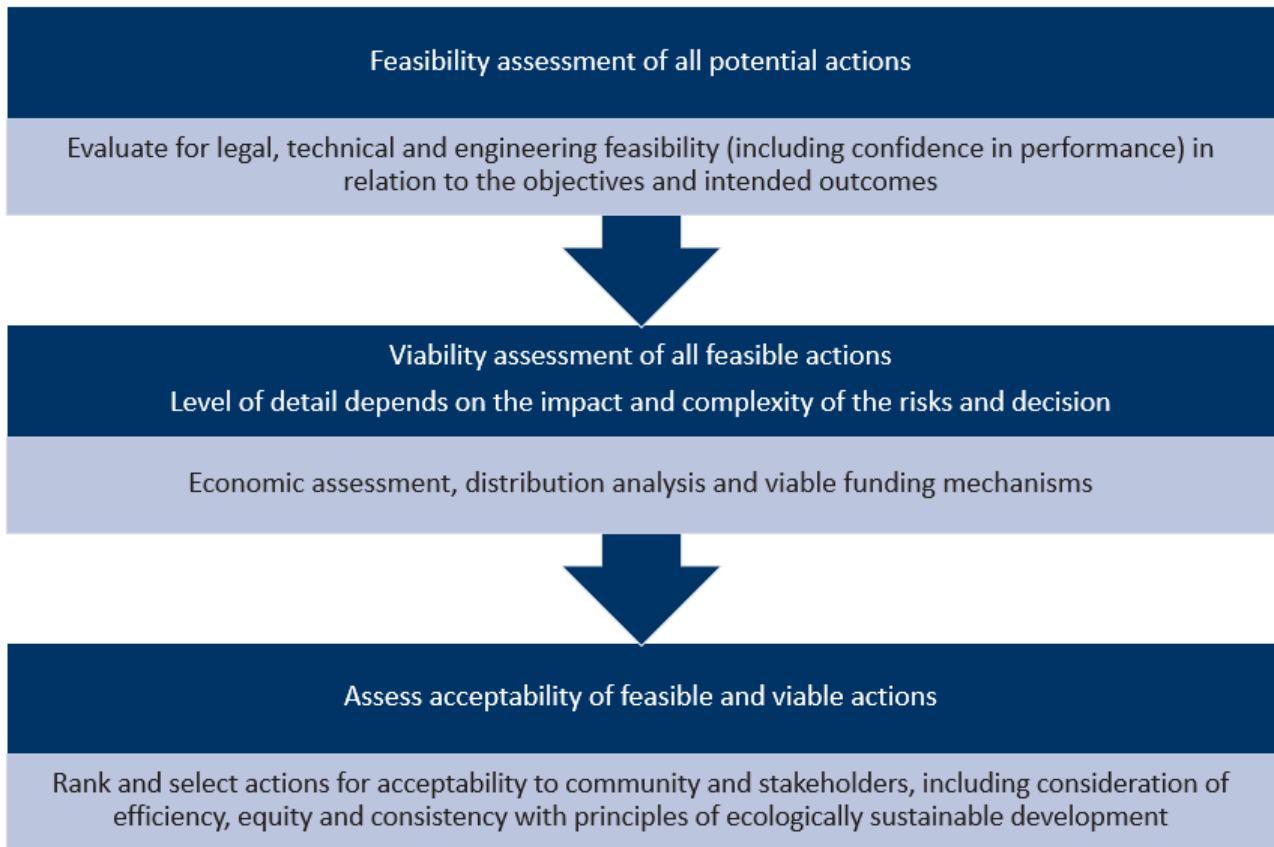 Feasibility assessment of all potential actions
Evaluate for legal, technical and engineering feasibility (including confidence in performance) in
relation to the objectives and intended outcomes
Viability assessment of all feasible actions
Level of detail depends on the impact and complexity of the risks and decision
Economic assessment, distribution analysis and viable funding mechanisms
Assess acceptability of feasible and viable actions
Rank and select actions for acceptability to community and stakeholders, including consideration of
efficiency, equity and consistency with principles of ecologically sustainable development